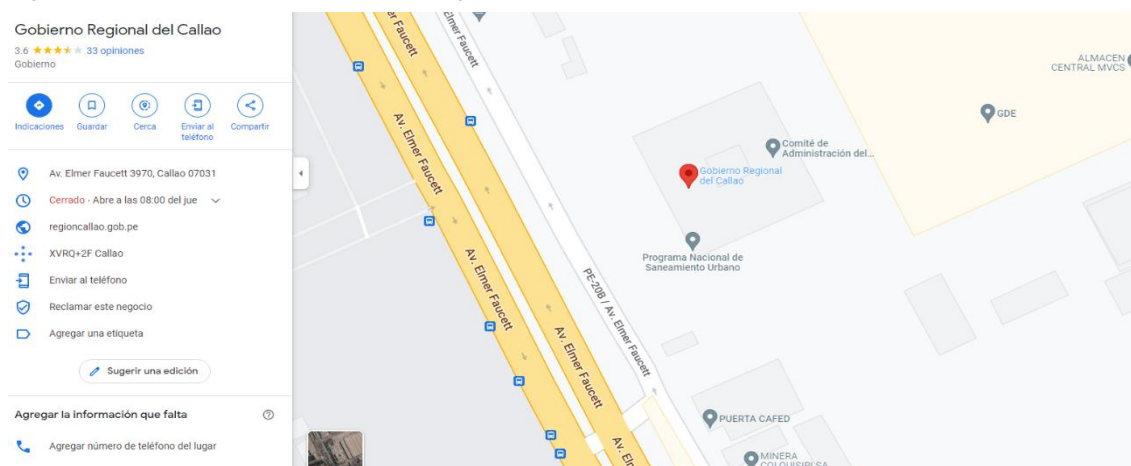 Gobierno Regional del Callao
3.6 33 opiniones
Gobierno
Indicaciones
Guardar
Cerca
Enviar al
teléfono
Compartir
Av. Elmer Faucett 3970, Callao 07031
Cerrado - Abre a las 08:00 del jue
regioncallao.gob.pe
XVRQ+2F Callao
Enviar al teléfono
Reclamar este negocio
Agregar una etiqueta
Sugerir una edición
Agregar la información que falta
Agregar número de teléfono del lugar
Av. Elmer Faucett
Av. Elmer Faucett
Av. Elmer Faucett
Av. Elmer Faucett
PE-20B / Av. Elmer Faucett
Faucett
Elmer Faucett
Av.
ALMACEN
CENTRAL MVCS
GDE
Comité de
Administración del...
Gobierno Regional
del Callao
Programa Nacional de
Saneamiento Urbano
PUERTA CAFED
MINERA